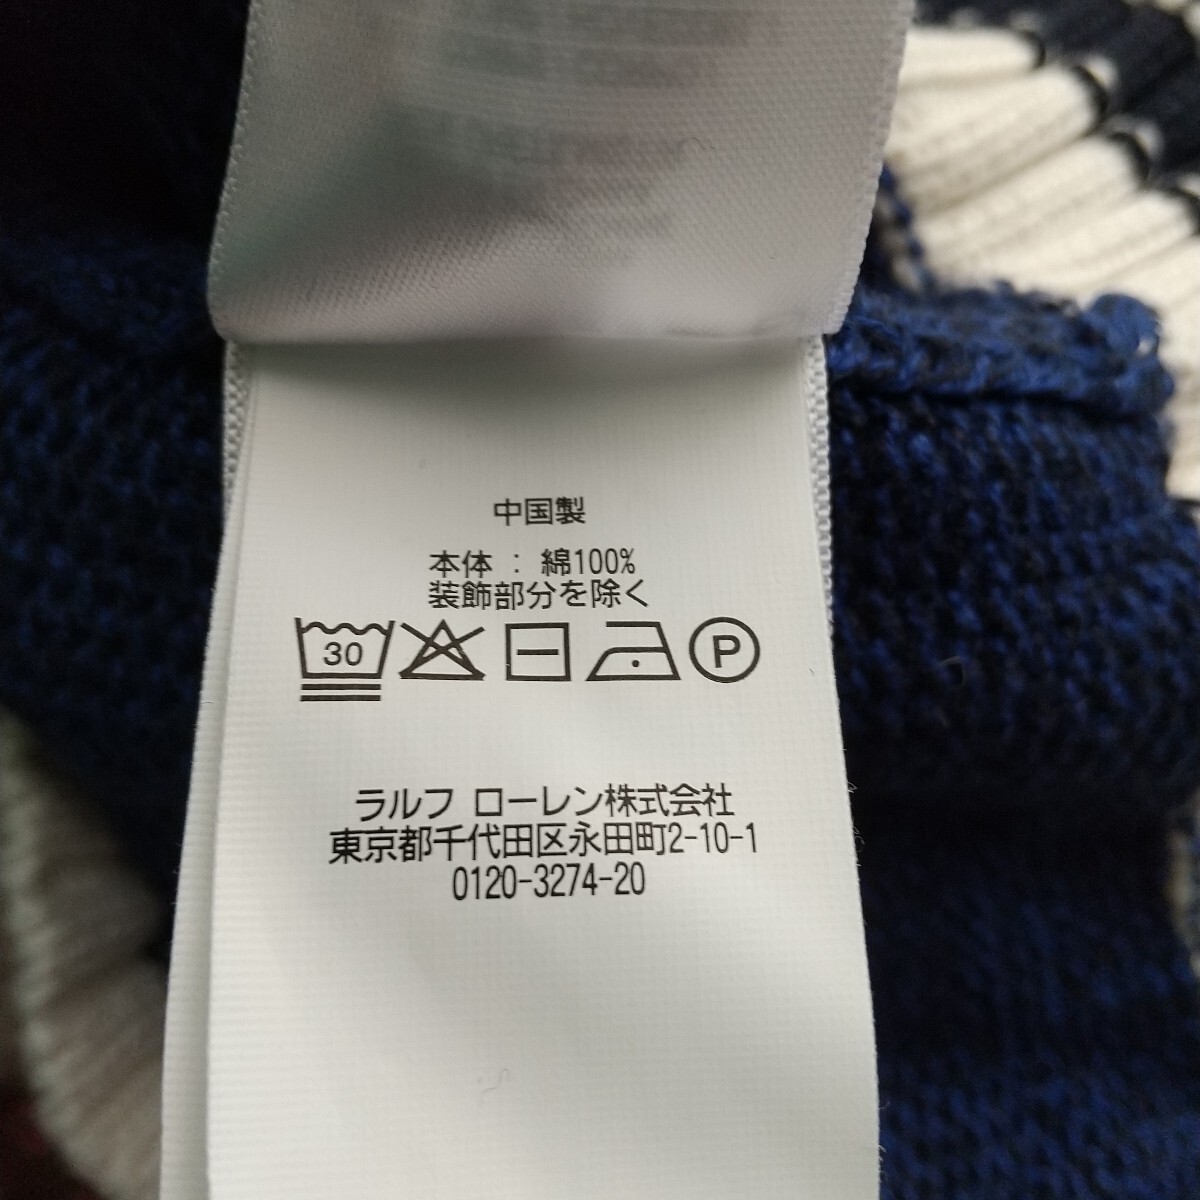 中国製
本体 : 綿100%
装飾部分を除く
30
P
ラルフ ローレン株式会社
東京都千代田区永田町2-10-1
0120-3274-20